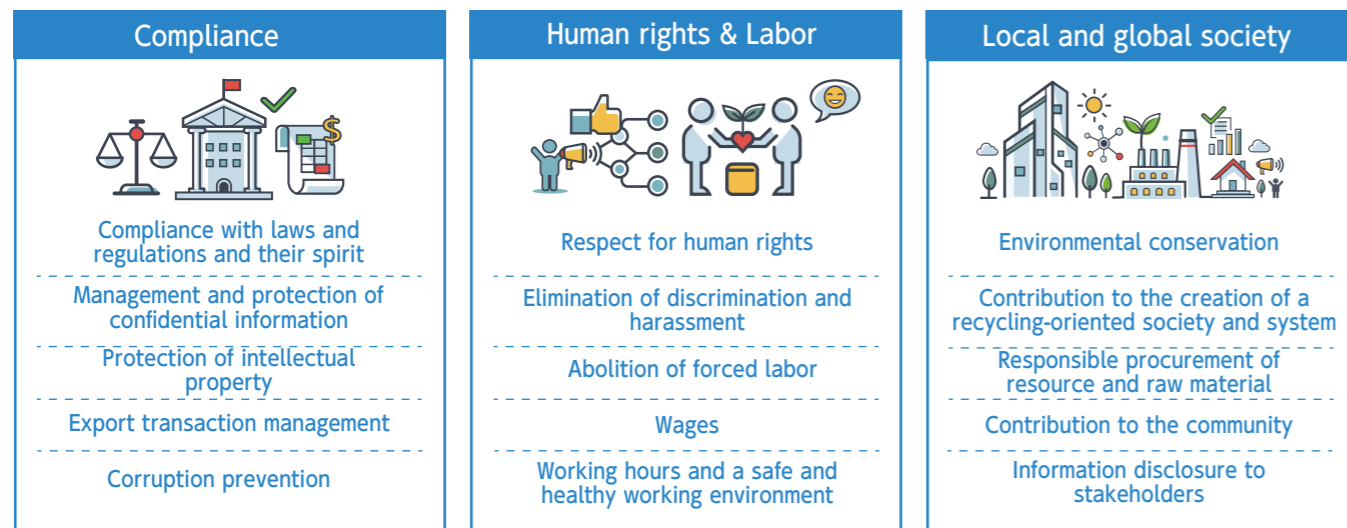 Compliance
Compliance with laws and
regulations and their spirit
Management and protection of
confidential information
Protection of intellectual
property
Export transaction management
Corruption prevention
Human rights & Labor
Respect for human rights
Elimination of discrimination and
harassment
Abolition of forced labor
Wages
Working hours and a safe and
healthy working environment
Local and global society
Environmental conservation
Contribution to the creation of a
recycling-oriented society and system
Responsible procurement of
resource and raw material
Contribution to the community
Information disclosure to
stakeholders